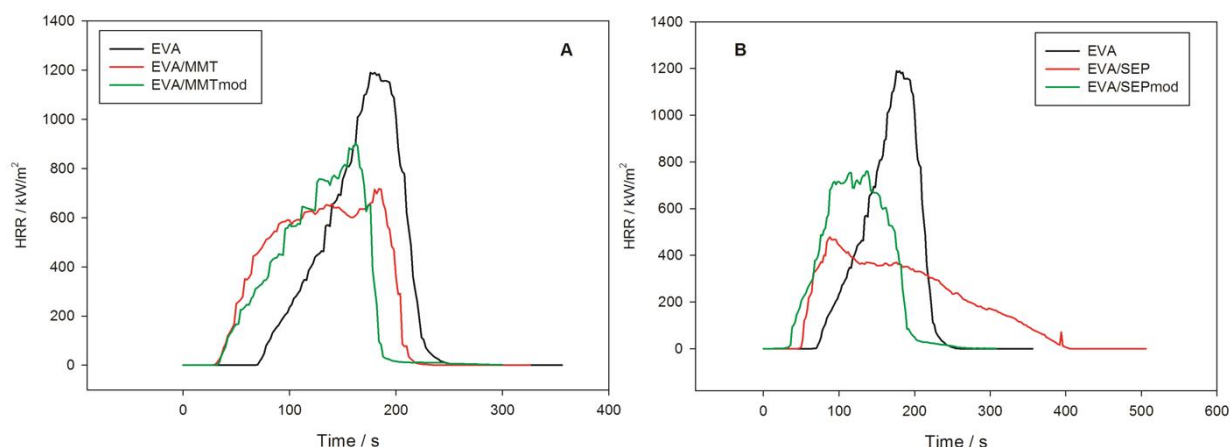 1400
1200
1000
800
600
400
200
0
HRR / kW/m²
EVA
EVA/MMT
EVA/MMTmod
A
0 100 200 300 400
Time / s
1400
1200
1000
800
600
400
200
0
HRR / kW/m²
B
EVA
EVA/SEP
EVA/SEPmod
0 100 200 300 400 500 600
Time / s